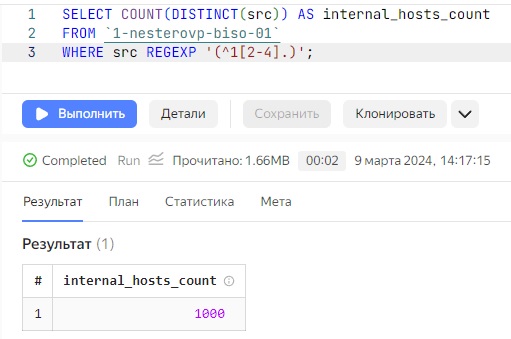 1 SELECT COUNT(DISTINCT(src)) AS internal_hosts_count
2 FROM `1-nesterovp-biso-01`
3 WHERE src REGEXP '(^1[2-4].)';
Выполнить Детали Сохранить Клонировать
Completed Run Прочитано: 1.66MB 00:02 9 марта 2024, 14:17:15
Результат План Статистика Мета
Результат (1)
# internal_hosts_count
1 1000